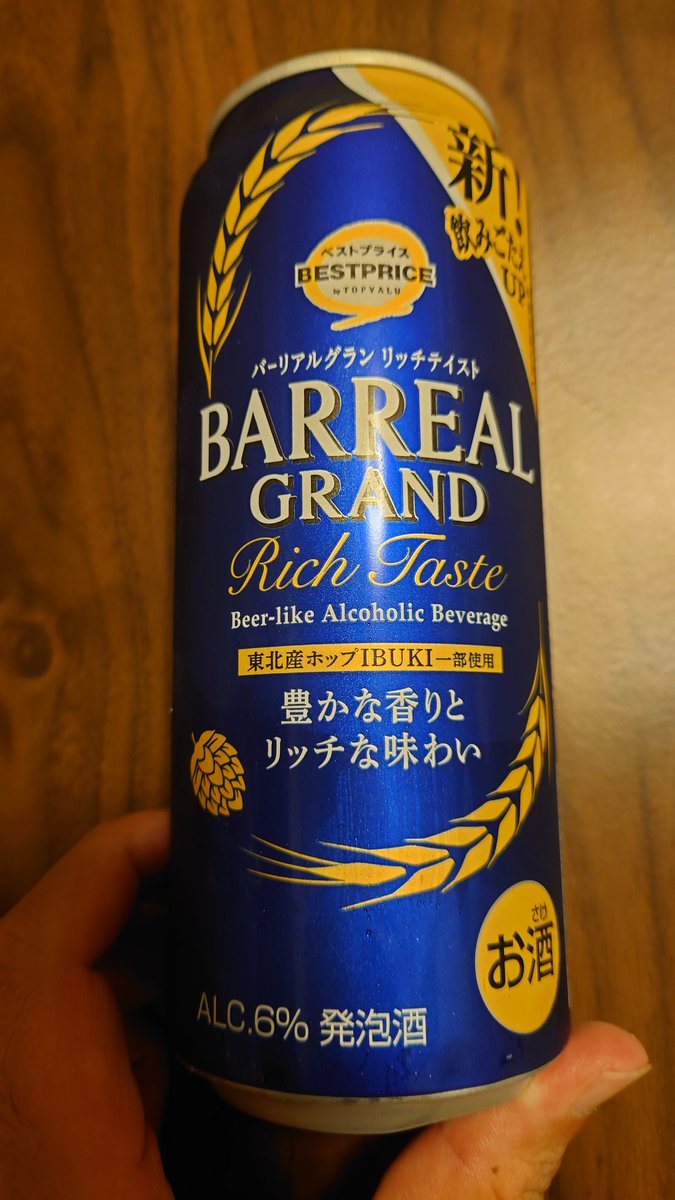 新!
飲みごたえ
UP
ベストプライス
BESTPRICE
by TOPVALU
バーリアルグラン リッチテイスト
BARREAL
GRAND
Rich Taste
Beer-like Alcoholic Beverage
東北産ホップIBUKI一部使用
豊かな香りと
リッチな味わい
さけ
お酒
ALC.6% 発泡酒